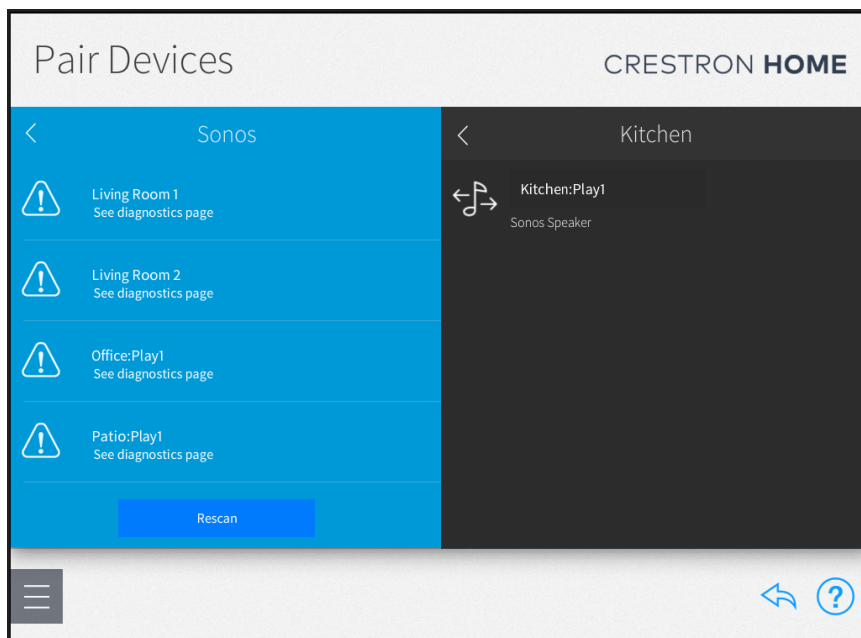 Pair Devices
CRESTRON HOME
Sonos
Living Room 1
See diagnostics page
Living Room 2
See diagnostics page
Office:Play1
See diagnostics page
Patio:Play1
See diagnostics page
Rescan
Kitchen
Kitchen:Play1
Sonos Speaker
?